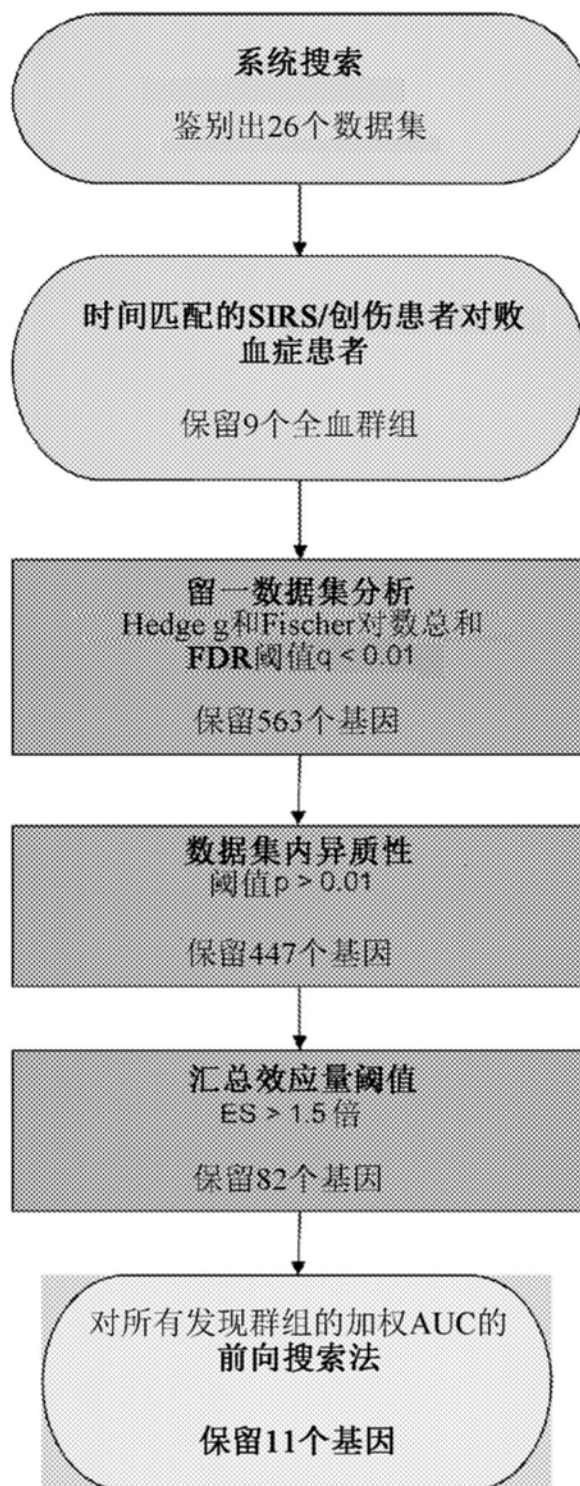 系统搜索
鉴别出26个数据集
时间匹配的SIRS/创伤患者对败
血症患者
保留9个全血群组
留一数据集分析
Hedge g和Fischer对数总和
FDR阈值q < 0.01
保留563个基因
数据集内异质性
阈值p > 0.01
保留447个基因
汇总效应量阈值
ES > 1.5 倍
保留82个基因
对所有发现群组的加权AUC的
前向搜索法
保留11个基因